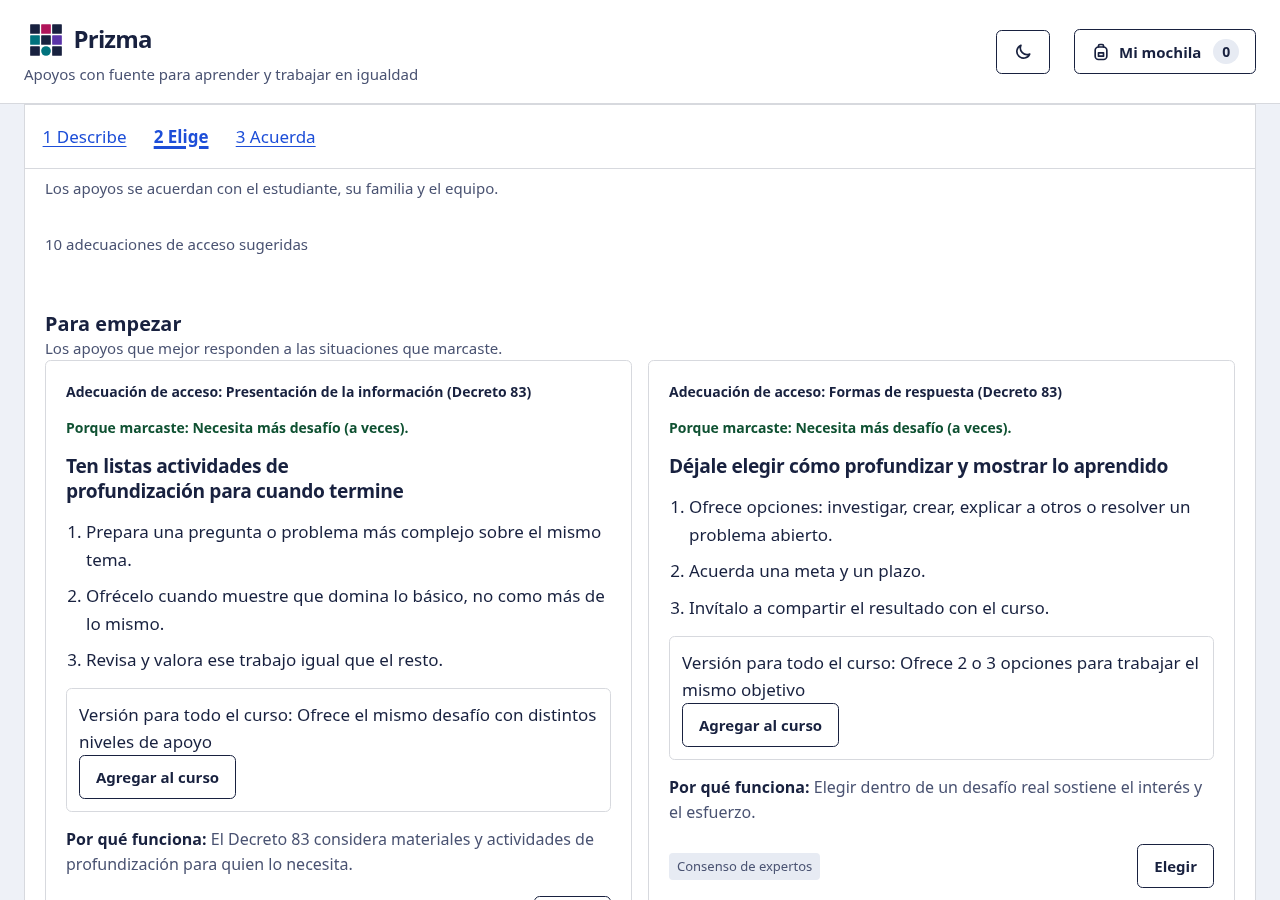 Prizma
Apoyos con fuente para aprender y trabajar en igualdad
Mi mochila 0
1 Describe 2 Elige 3 Acuerda
Los apoyos se acuerdan con el estudiante, su familia y el equipo.
10 adecuaciones de acceso sugeridas
Para empezar
Los apoyos que mejor responden a las situaciones que marcaste.
Adecuación de acceso: Presentación de la información (Decreto 83)
Porque marcaste: Necesita más desafío (a veces).
Ten listas actividades de
profundización para cuando termine
1. Prepara una pregunta o problema más complejo sobre el mismo
tema.
2. Ofrécelo cuando muestre que domina lo básico, no como más de
lo mismo.
3. Revisa y valora ese trabajo igual que el resto.
Versión para todo el curso: Ofrece el mismo desafío con distintos
niveles de apoyo
Agregar al curso
Por qué funciona: El Decreto 83 considera materiales y actividades de
profundización para quien lo necesita.
Adecuación de acceso: Formas de respuesta (Decreto 83)
Porque marcaste: Necesita más desafío (a veces).
Déjale elegir cómo profundizar y mostrar lo aprendido
1. Ofrece opciones: investigar, crear, explicar a otros o resolver un
problema abierto.
2. Acuerda una meta y un plazo.
3. Invítalo a compartir el resultado con el curso.
Versión para todo el curso: Ofrece 2 o 3 opciones para trabajar el
mismo objetivo
Agregar al curso
Por qué funciona: Elegir dentro de un desafío real sostiene el interés y
el esfuerzo.
Consenso de expertos
Elegir